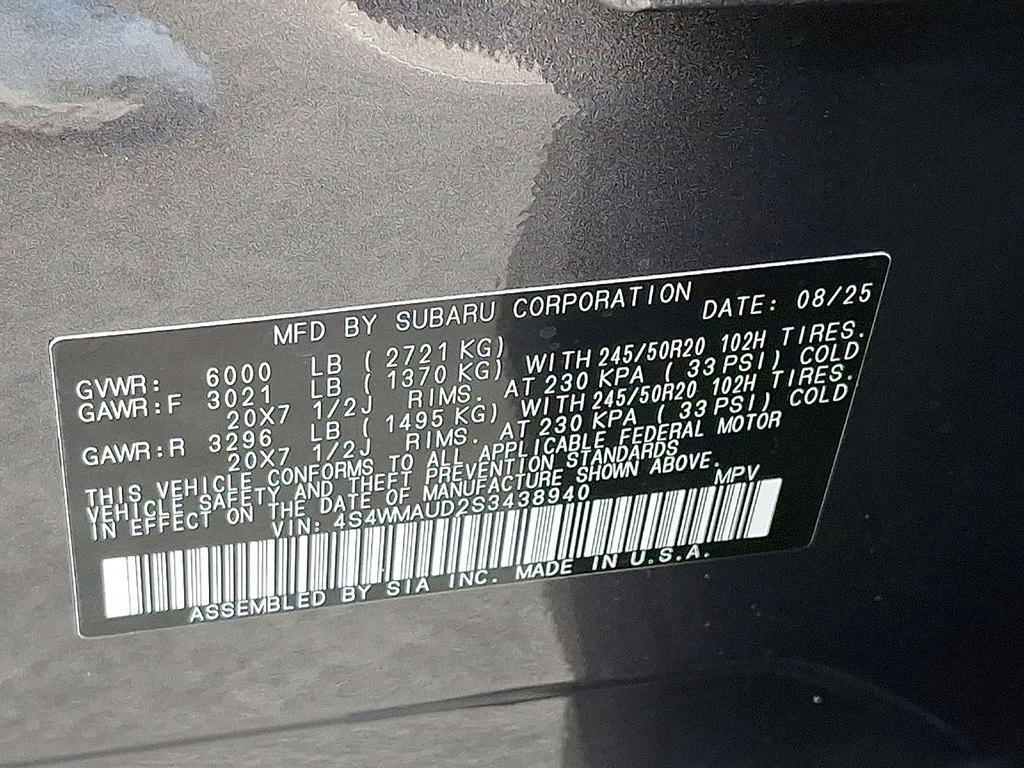 MFD BY SUBARU CORPORATION DATE: 08/25
GVWR: 6000 LB ( 2721 KG)
GAWR:F 3021 LB ( 1370 KG) WITH 245/50R20 102H TIRES.
20X7 1/2J RIMS. AT 230 KPA ( 33 PSI) COLD
GAWR:R 3296 LB ( 1495 KG) WITH 245/50R20 102H TIRES.
20X7 1/2J RIMS. AT 230 KPA ( 33 PSI) COLD
THIS VEHICLE CONFORMS TO ALL APPLICABLE FEDERAL MOTOR
VEHICLE SAFETY AND THEFT PREVENTION STANDARDS
IN EFFECT ON THE DATE OF MANUFACTURE SHOWN ABOVE.
VIN: 4S4WMAUD2S3438940 MPV
ASSEMBLED BY SIA INC. MADE IN U.S.A.